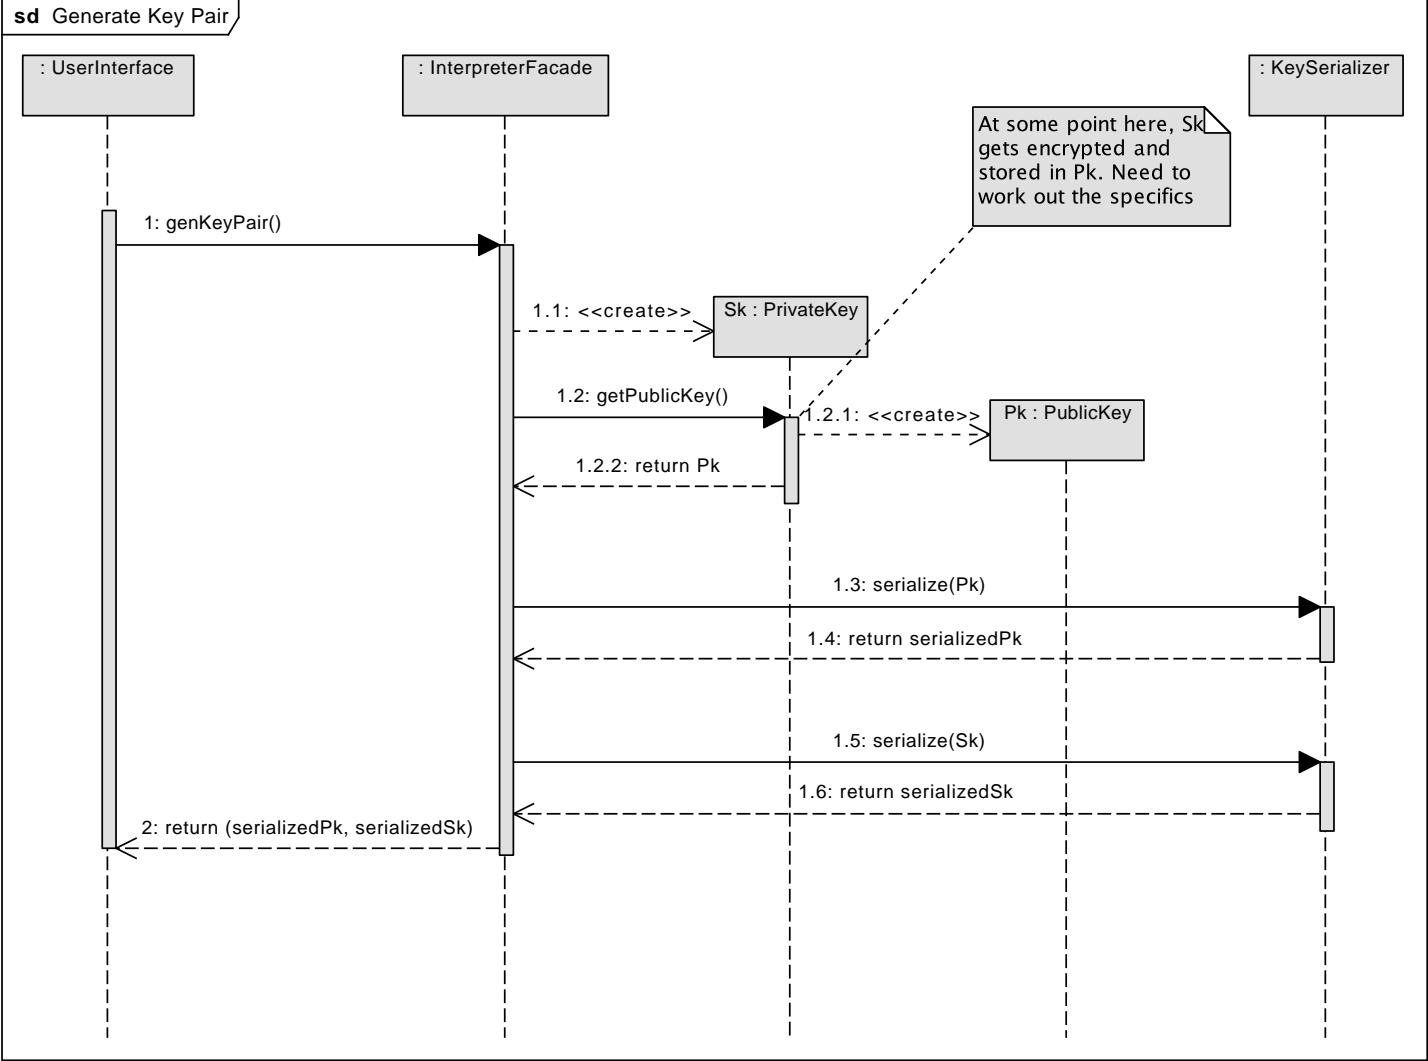 sd Generate Key Pair
: UserInterface
: InterpreterFacade
: KeySerializer
At some point here, Sk
gets encrypted and
stored in Pk. Need to
work out the specifics
1: genKeyPair()
1.1: <<create>>
Sk : PrivateKey
1.2: getPublicKey()
1.2.1: <<create>>
Pk : PublicKey
1.2.2: return Pk
1.3: serialize(Pk)
1.4: return serializedPk
1.5: serialize(Sk)
1.6: return serializedSk
2: return (serializedPk, serializedSk)